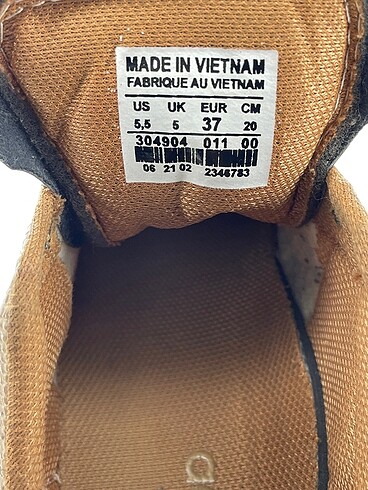 MADE IN VIETNAM
FABRIQUE AU VIETNAM
US UK EUR CM
5,5 5 37 20
304904 011 00
06 21 02 2346783